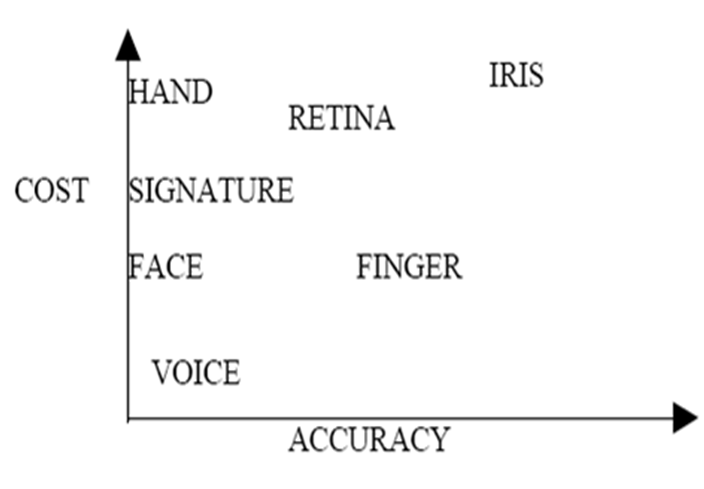 IRIS
HAND
RETINA
COST SIGNATURE
FACE FINGER
VOICE
ACCURACY